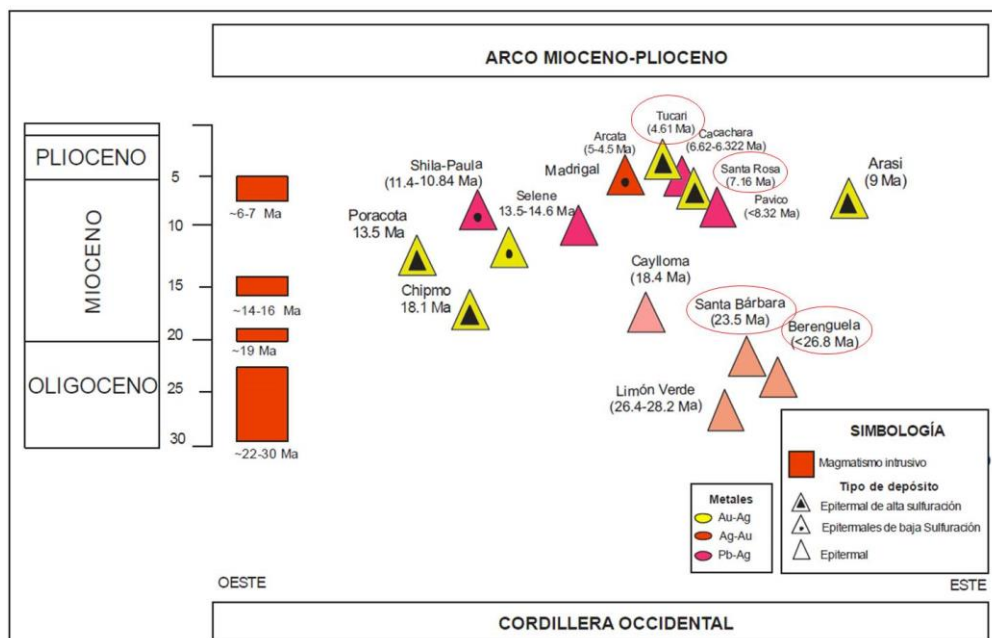 ARCO MIOCENO-PLIOCENO
PLIOCENO
MIOCENO
OLIGOCENO
5
10
15
20
25
30
~6-7 Ma
~14-16 Ma
~19 Ma
~22-30 Ma
Tucari
(4.61 Ma)
Arcata
(5-4.5 Ma)
Cacachara
(6.62-6.322 Ma)
Shila-Paula
(11.4-10.84 Ma)
Madrigal
Santa Rosa
(7.16 Ma)
Arasi
(9 Ma)
Selene
13.5-14.6 Ma
Pavico
(<8.32 Ma)
Poracota
13.5 Ma
Chipmo
18.1 Ma
Caylloma
(18.4 Ma)
Santa Bárbara
(23.5 Ma)
Berenguela
(<26.8 Ma)
Limón Verde
(26.4-28.2 Ma)
Metales
Au-Ag
Ag-Au
Pb-Ag
SIMBOLOGÍA
Magmatismo intrusivo
Tipo de depósito
Epitermal de alta sulfuración
Epitermales de baja Sulfuración
Epitermal
OESTE
ESTE
CORDILLERA OCCIDENTAL